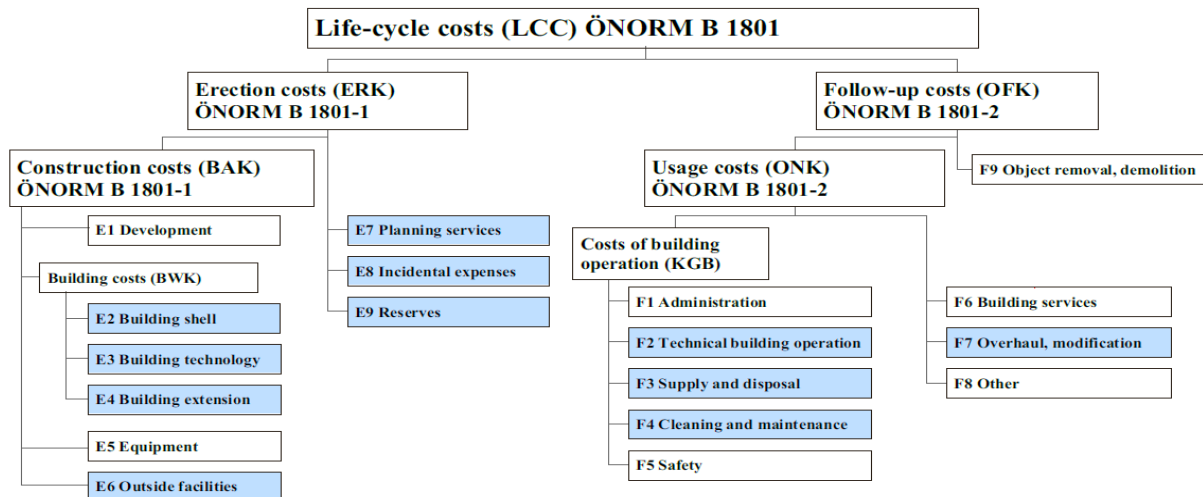 Life-cycle costs (LCC) ÖNORM B 1801
Erection costs (ERK)
ÖNORM B 1801-1
Follow-up costs (OFK)
ÖNORM B 1801-2
Construction costs (BAK)
ÖNORM B 1801-1
Usage costs (ONK)
ÖNORM B 1801-2
F9 Object removal, demolition
E1 Development
Building costs (BWK)
E2 Building shell
E3 Building technology
E4 Building extension
E5 Equipment
E6 Outside facilities
E7 Planning services
E8 Incidental expenses
E9 Reserves
Costs of building
operation (KGB)
F1 Administration
F2 Technical building operation
F3 Supply and disposal
F4 Cleaning and maintenance
F5 Safety
F6 Building services
F7 Overhaul, modification
F8 Other